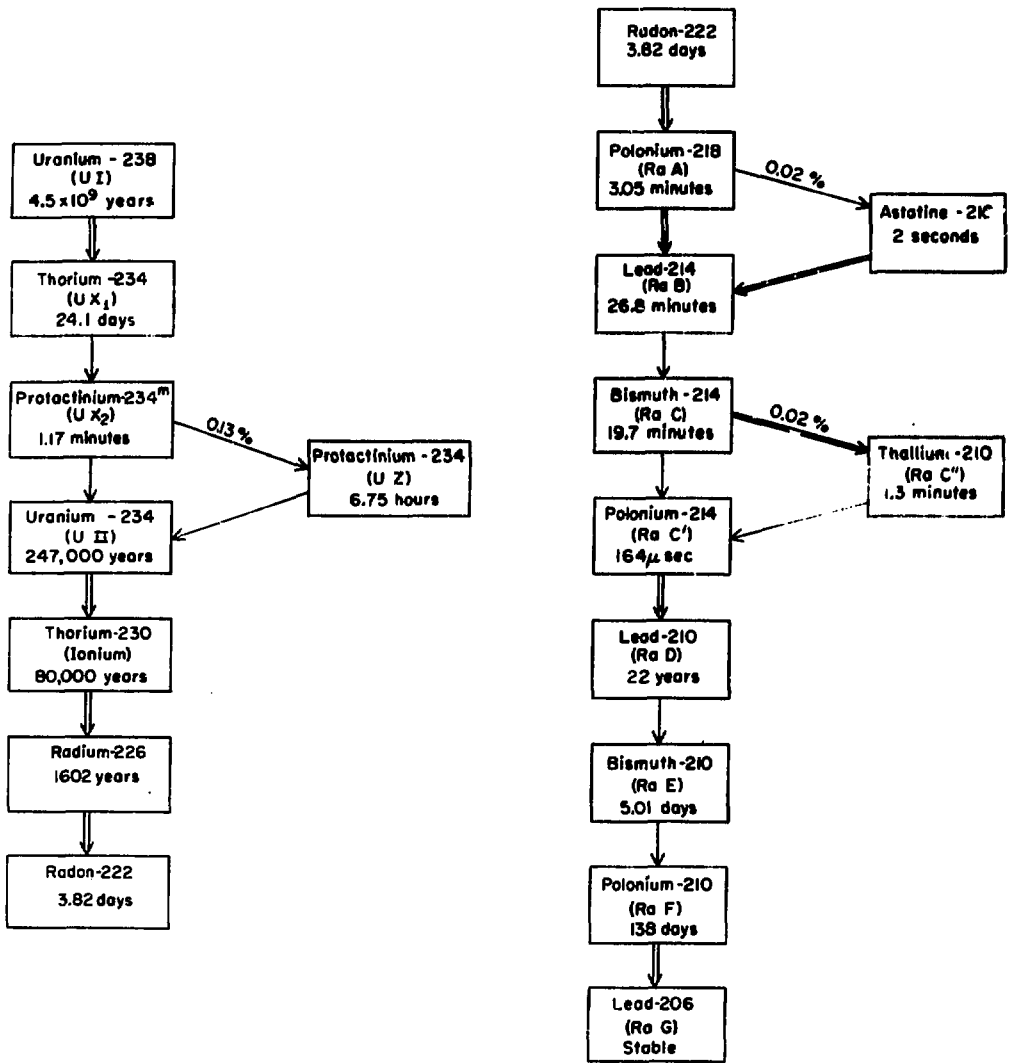 Uranium - 238
(U I)
4.5x10⁹ years
Thorium -234
(U X₁)
24.1 days
Protactinium-234ᵐ
(U X₂)
1.17 minutes
0.13 %
Protactinium - 234
(U Z)
6.75 hours
Uranium - 234
(U II)
247,000 years
Thorium-230
(Ionium)
80,000 years
Radium-226
1602 years
Radon-222
3.82 days
Radon-222
3.82 days
Polonium -218
(Ra A)
3.05 minutes
0.02 %
Astatine
2 seconds
Lead-214
(Ra B)
26.8 minutes
Bismuth -214
(Ra C)
19.7 minutes
0.02 %
Thallium -210
(Ra C")
1.3 minutes
Polonium-214
(Ra C')
164μ sec
Lead-210
(Ra D)
22 years
Bismuth-210
(Ra E)
5.01 days
Polonium -210
(Ra F)
138 days
Lead-206
(Ra G)
Stable